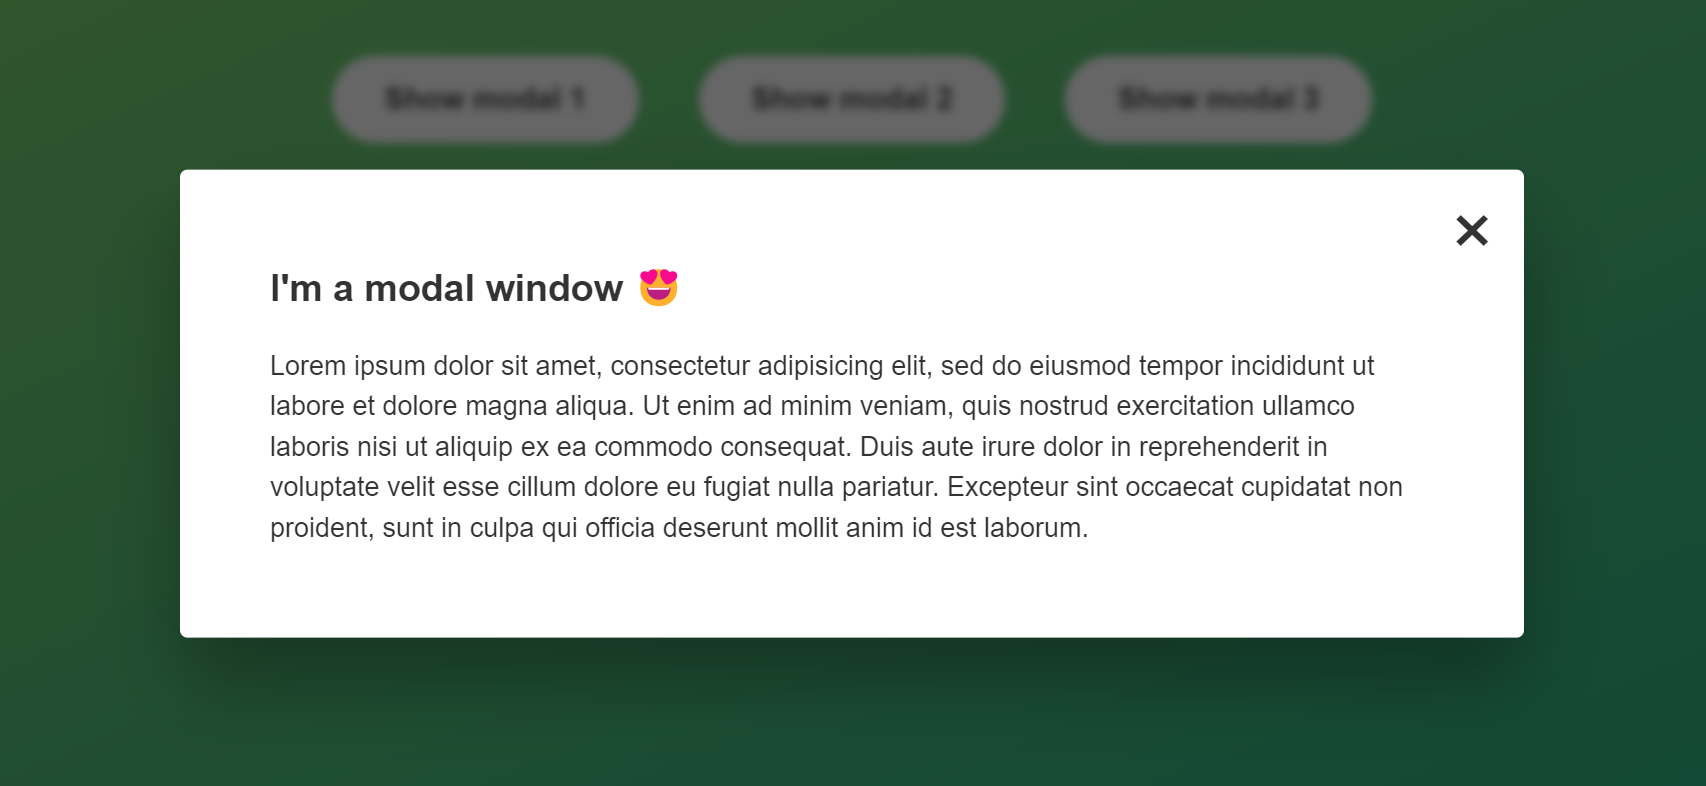 Show modal 1 Show modal 2 Show modal 3
×
I'm a modal window 😍
Lorem ipsum dolor sit amet, consectetur adipisicing elit, sed do eiusmod tempor incididunt ut
labore et dolore magna aliqua. Ut enim ad minim veniam, quis nostrud exercitation ullamco
laboris nisi ut aliquip ex ea commodo consequat. Duis aute irure dolor in reprehenderit in
voluptate velit esse cillum dolore eu fugiat nulla pariatur. Excepteur sint occaecat cupidatat non
proident, sunt in culpa qui officia deserunt mollit anim id est laborum.